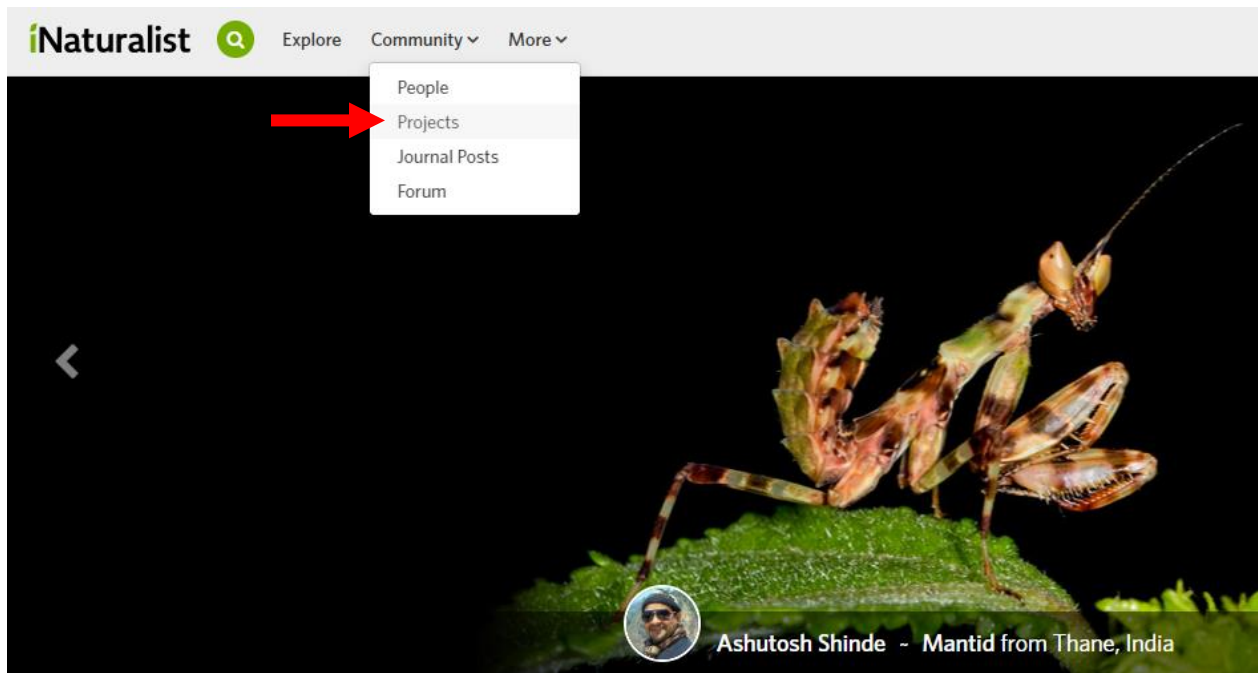 iNaturalist Explore Community More
People
Projects
Journal Posts
Forum
Ashutosh Shinde ~ Mantid from Thane, India